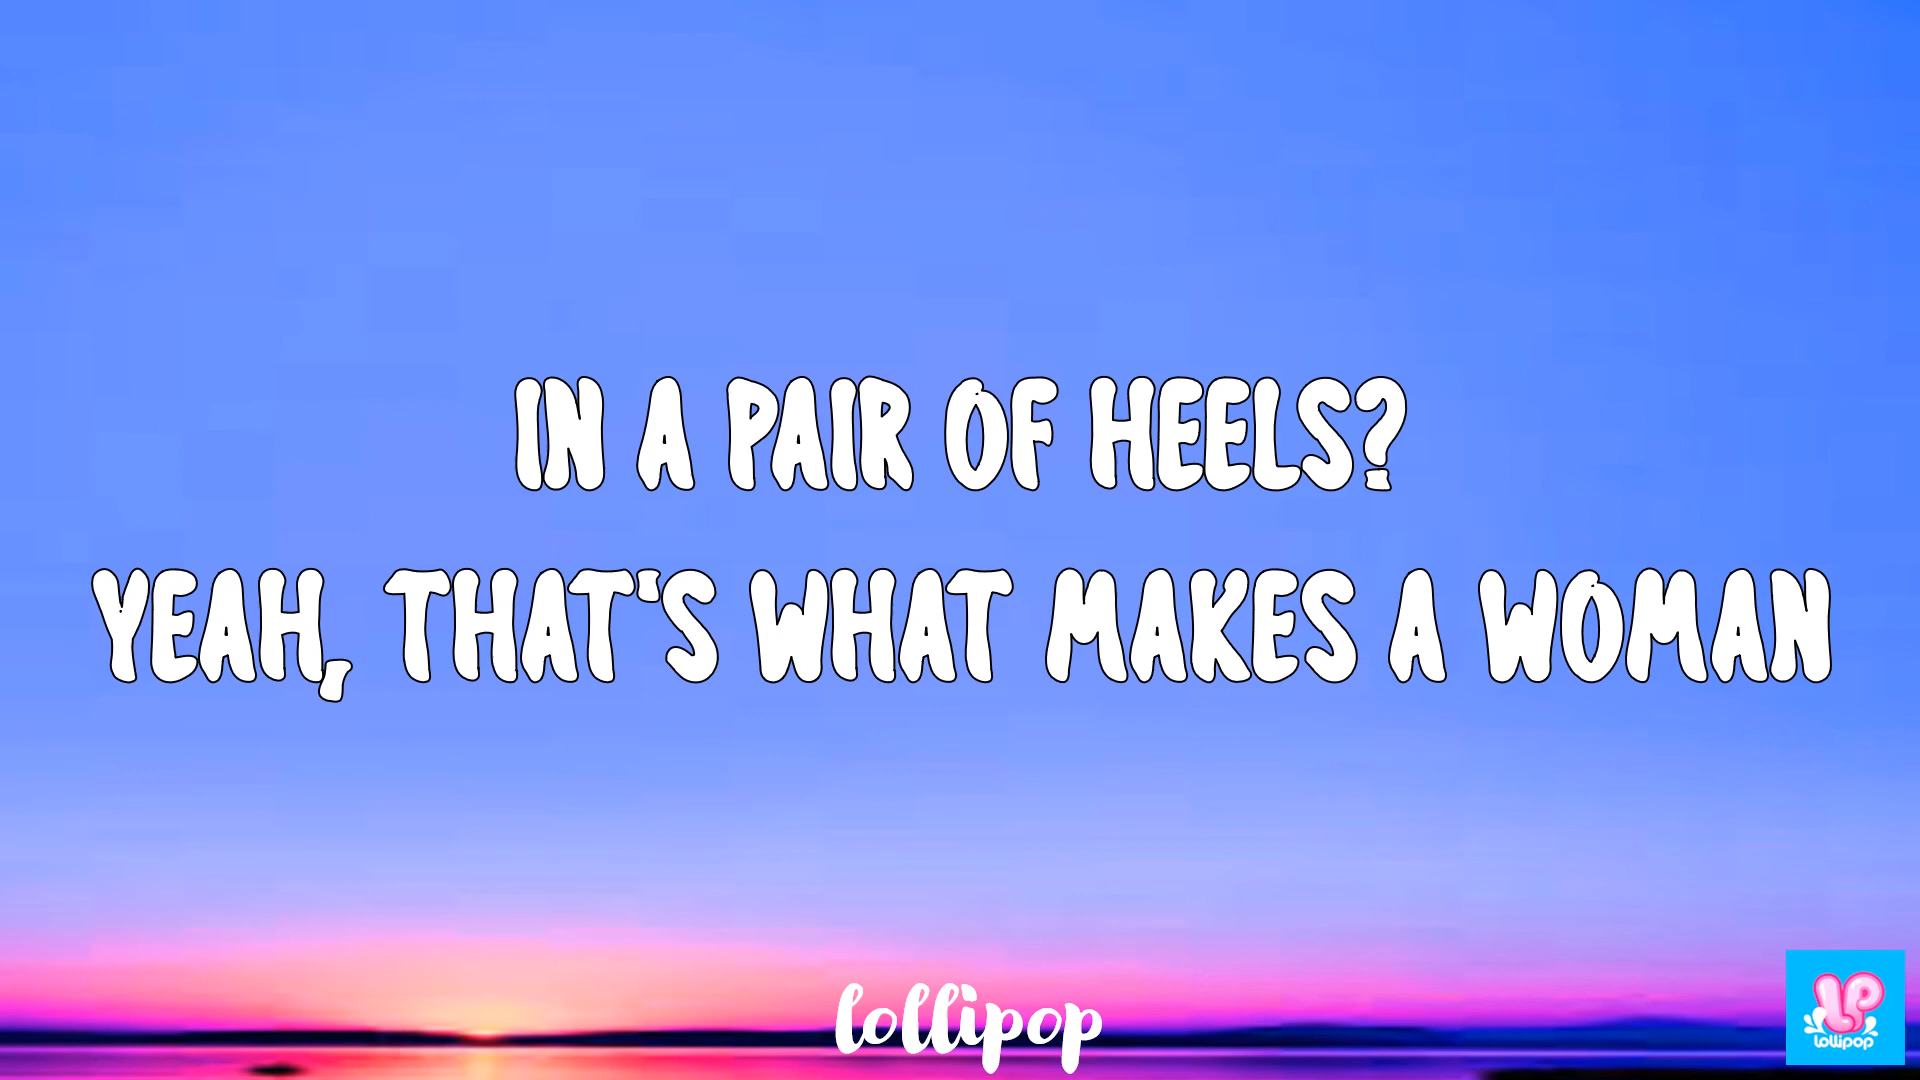 IN A PAIR OF HEELS?
YEAH, THAT'S WHAT MAKES A WOMAN
lollipop
LP
lollipop